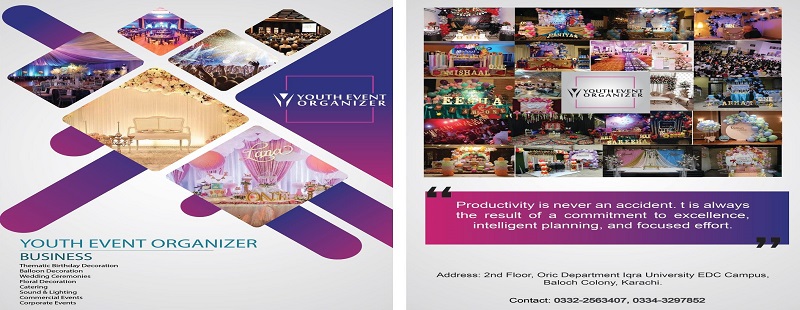 YOUTH EVENT
ORGANIZER
Lana
ONE
YOUTH EVENT ORGANIZER
BUSINESS
Thematic Birthday Decoration
Balloon Decoration
Wedding Ceremonies
Floral Decoration
Catering
Sound & Lighting
Commercial Events
Corporate Events
MISHAAL
YOUTH EVENT
ORGANIZER
“
Productivity is never an accident. t is always
the result of a commitment to excellence,
intelligent planning, and focused effort.
”
Address: 2nd Floor, Oric Department Iqra University EDC Campus,
Baloch Colony, Karachi.
Contact: 0332-2563407, 0334-3297852